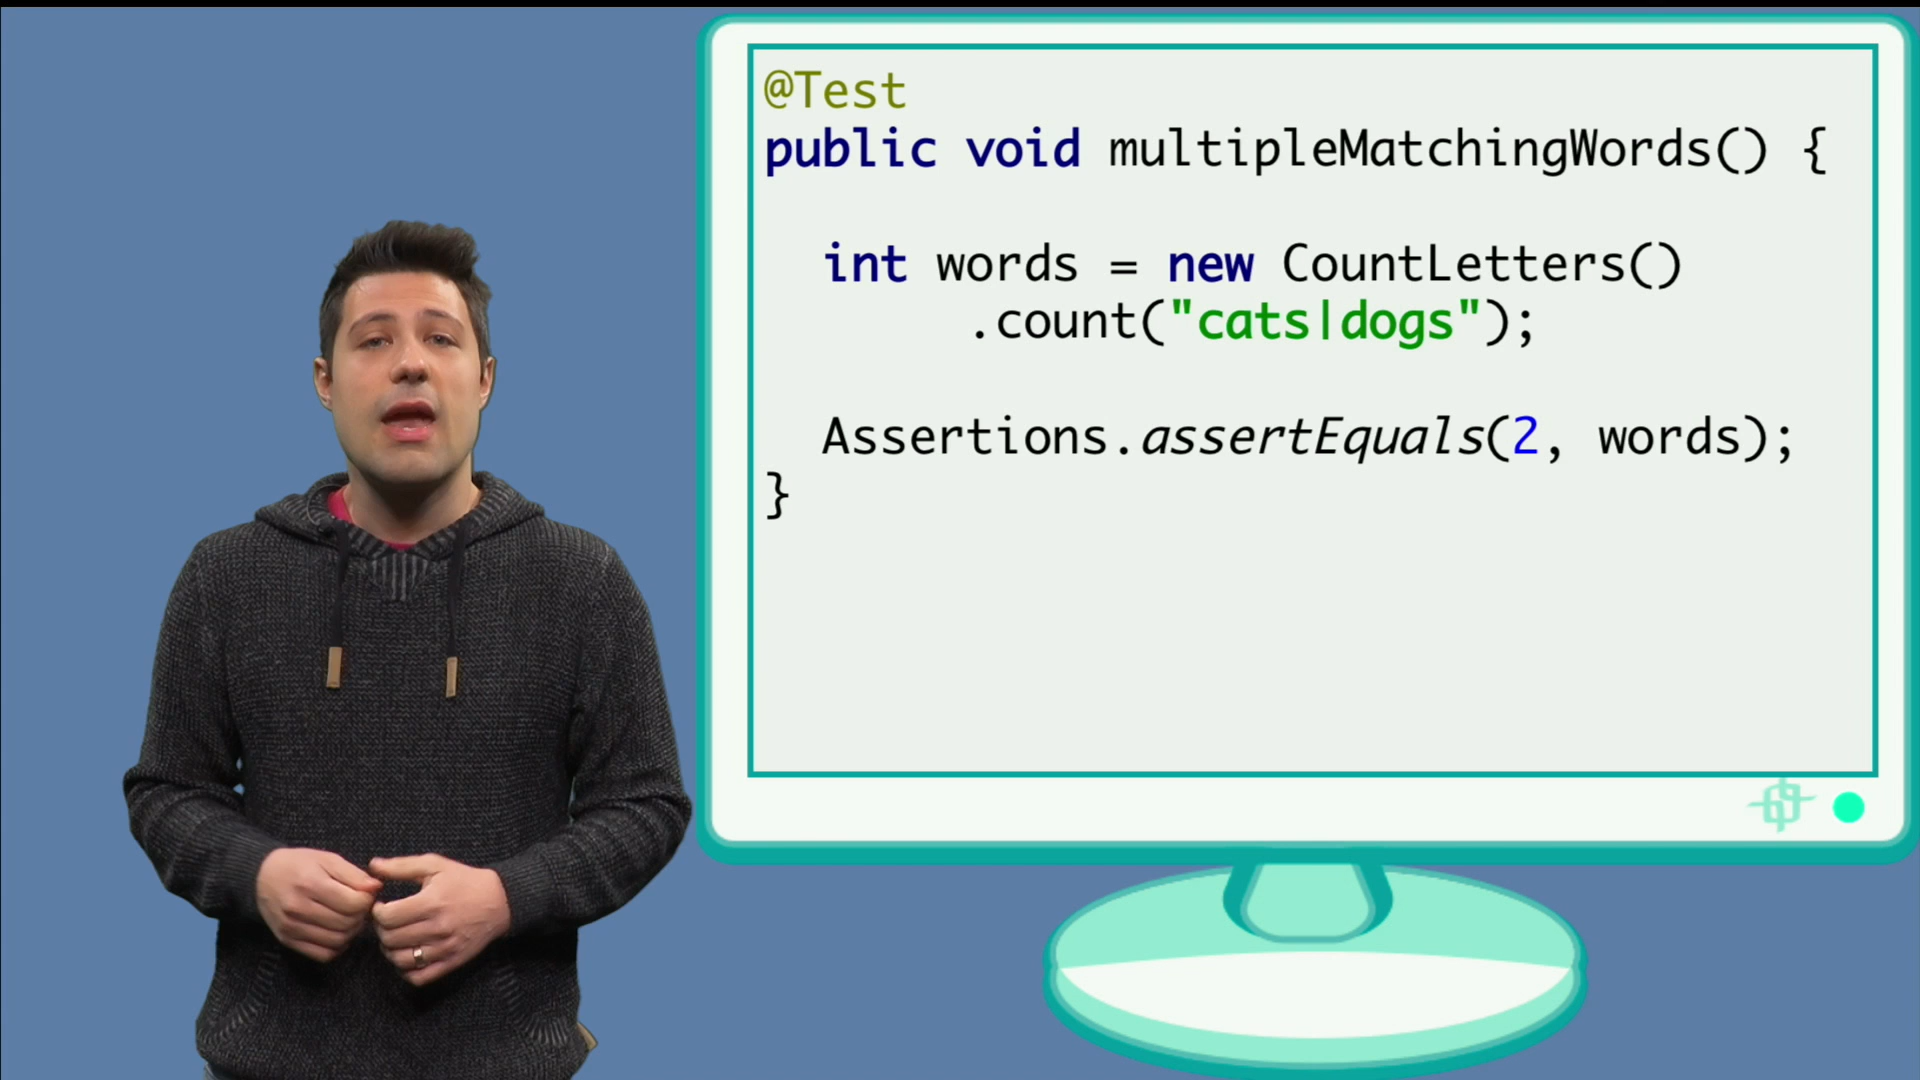 @Test
public void multipleMatchingWords() {
int words = new CountLetters()
.count("cats|dogs");
Assertions.assertEquals(2, words);
}